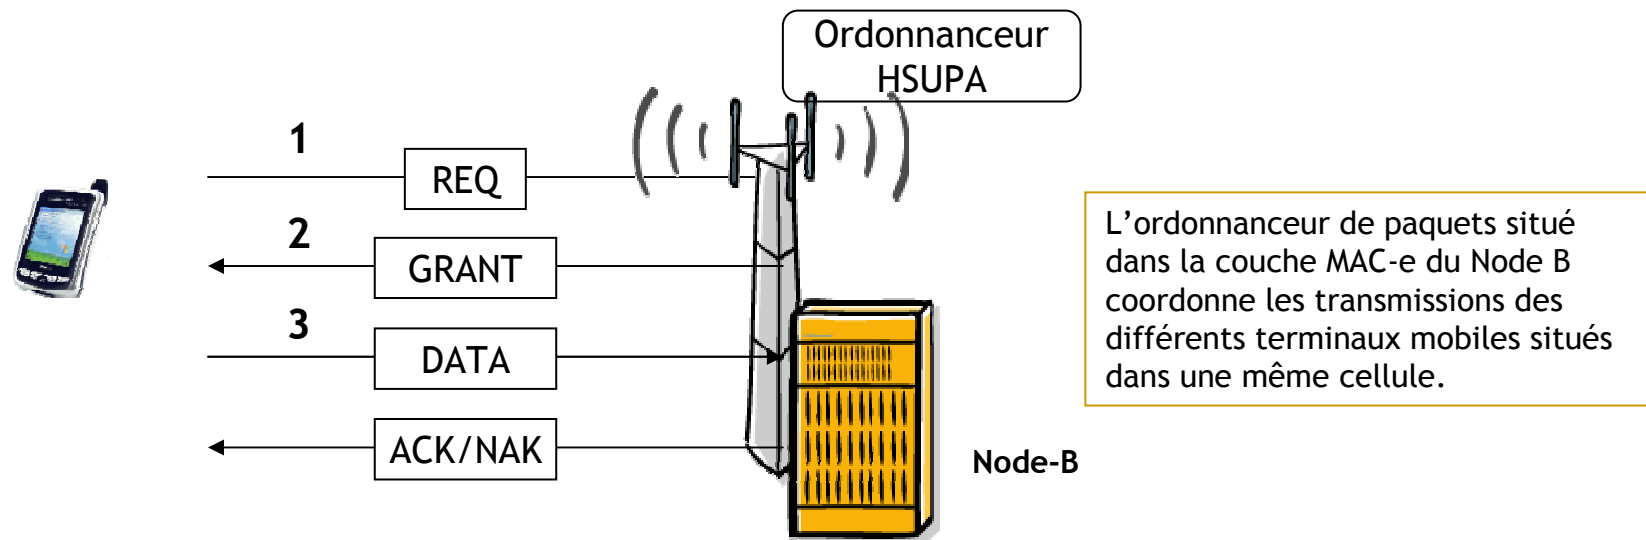 Ordonnanceur
HSUPA
1
REQ
2
GRANT
3
DATA
ACK/NAK
Node-B
L’ordonnanceur de paquets situé
dans la couche MAC-e du Node B
coordonne les transmissions des
différents terminaux mobiles situés
dans une même cellule.